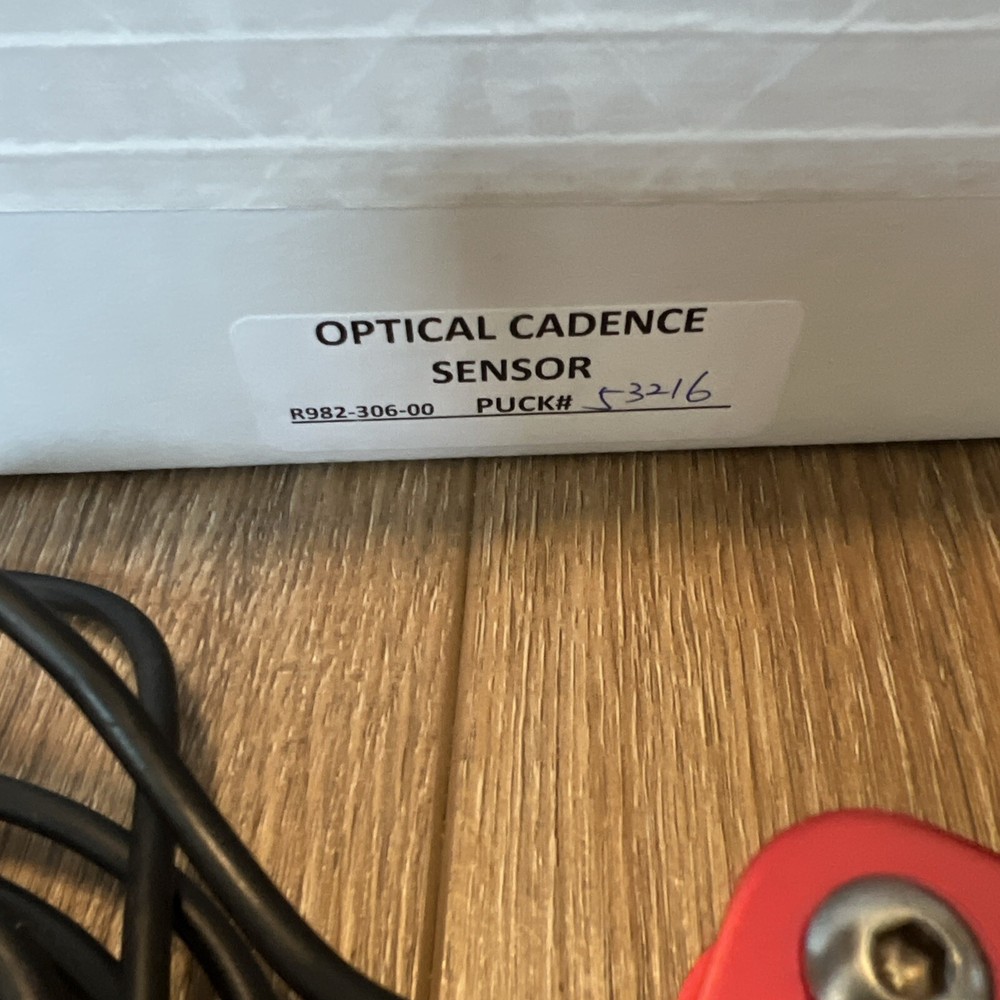 OPTICAL CADENCE
SENSOR
R982-306-00 PUCK# 53216